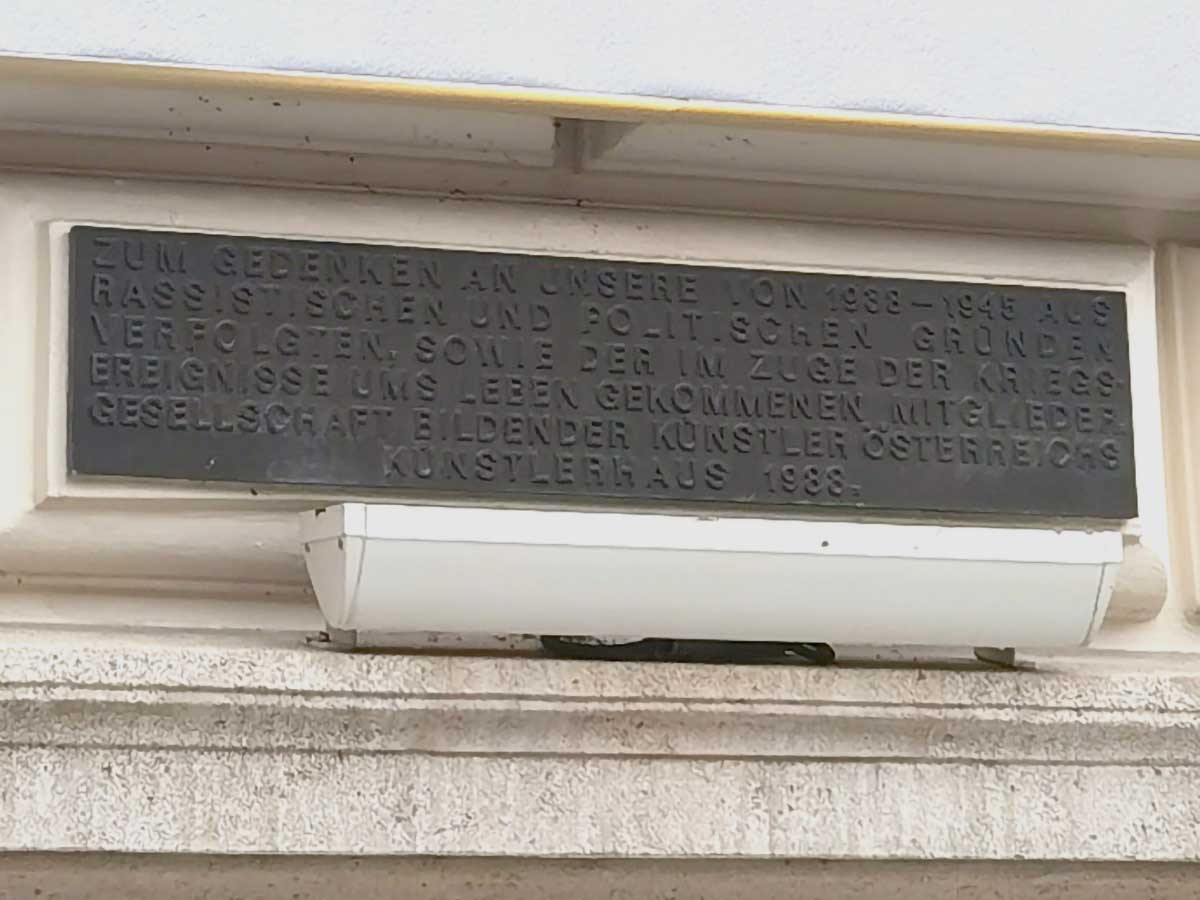 ZUM GEDENKEN AN UNSERE VON 1938-1945 AUS
RASSISTISCHEN UND POLITISCHEN GRÜNDEN
VERFOLGTEN, SOWIE DER IM ZUGE DER KRIEGS-
EREIGNISSE UMS LEBEN GEKOMMENEN MITGLIEDER.
GESELLSCHAFT BILDENDER KÜNSTLER ÖSTERREICHS
KÜNSTLERHAUS 1988.